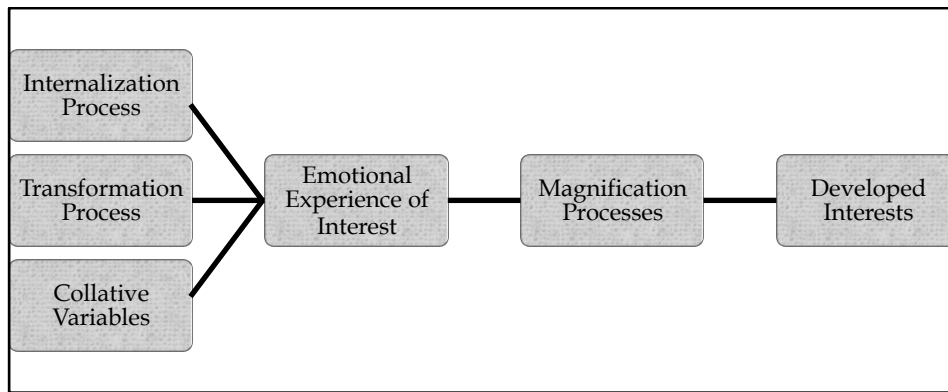 Internalization
Process
Transformation
Process
Collative
Variables
Emotional
Experience of
Interest
Magnification
Processes
Developed
Interests